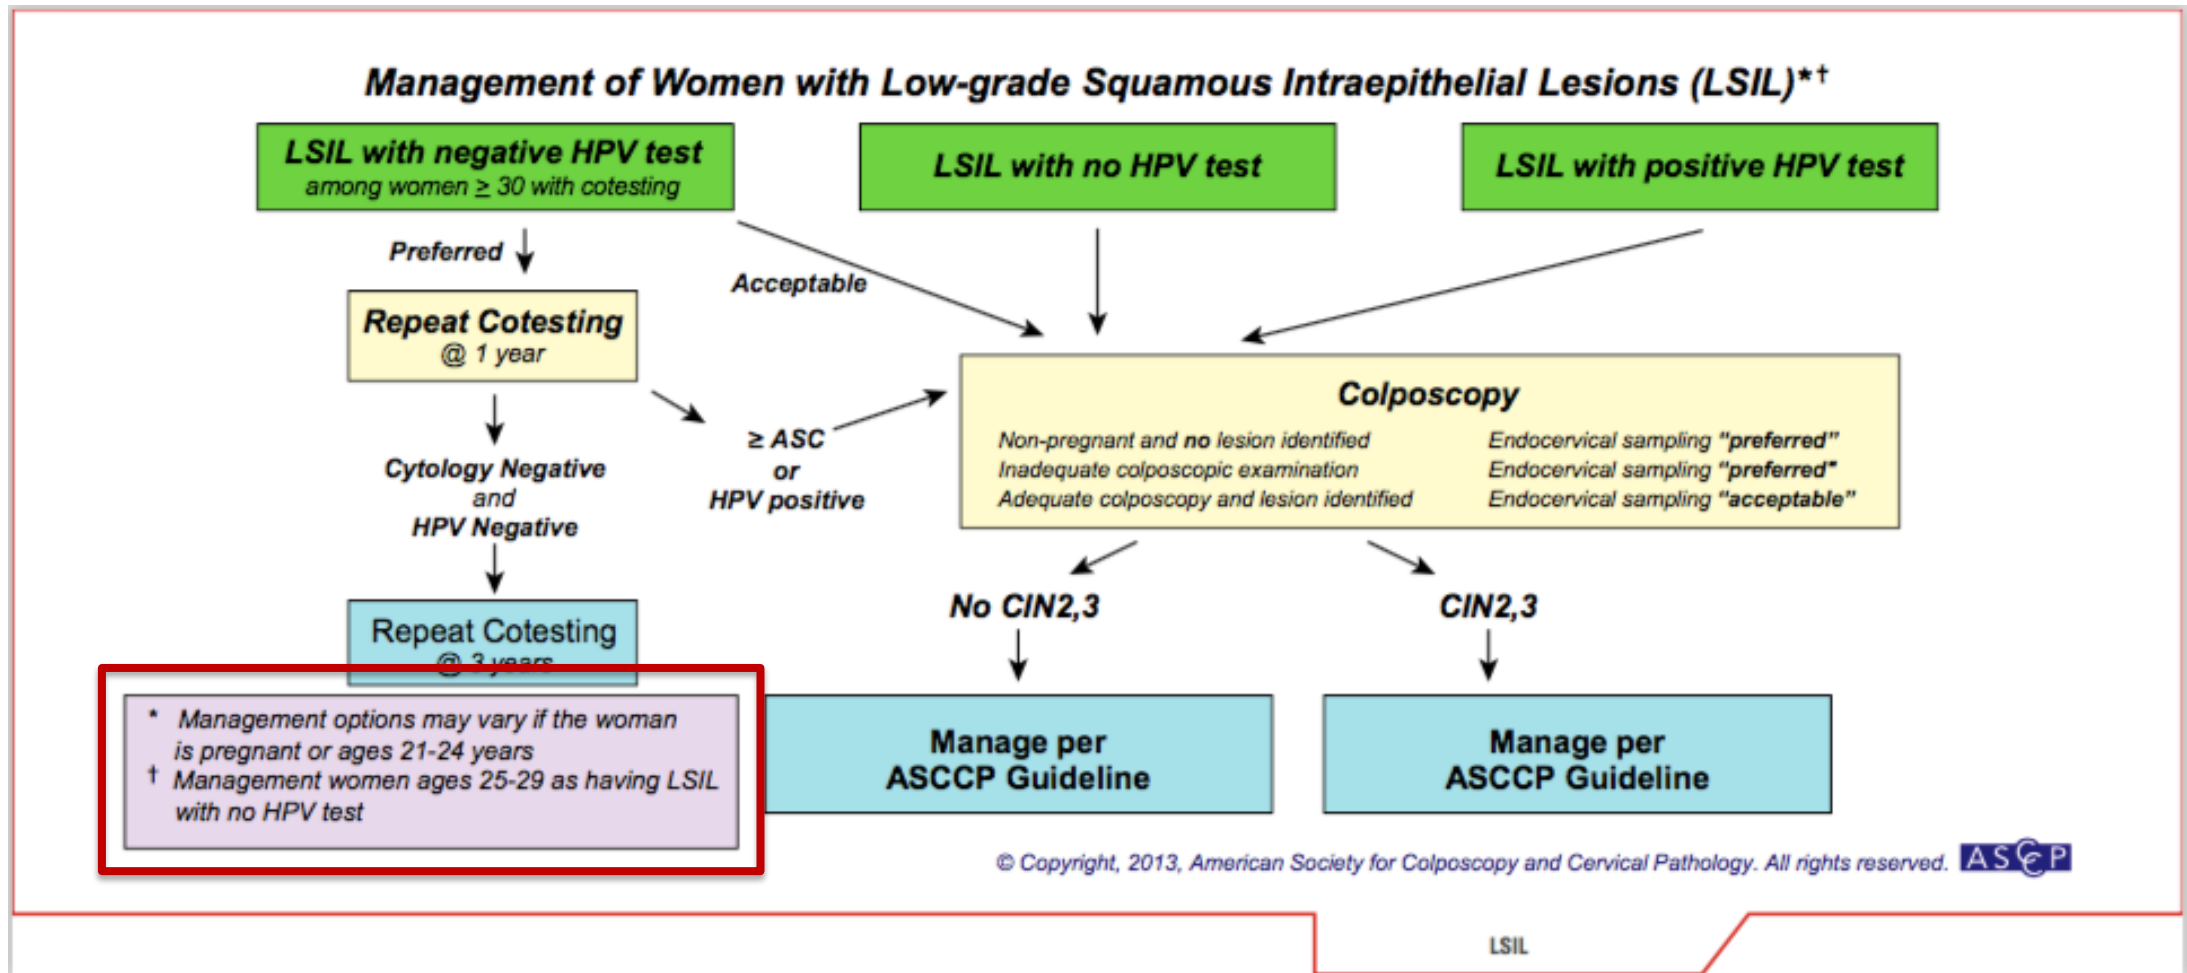 Management of Women with Low-grade Squamous Intraepithelial Lesions (LSIL)*†
LSIL with negative HPV test
among women ≥ 30 with cotesting
LSIL with no HPV test
LSIL with positive HPV test
Preferred
Acceptable
Repeat Cotesting
@ 1 year
≥ ASC
or
HPV positive
Cytology Negative
and
HPV Negative
Repeat Cotesting
@ 3 years
Colposcopy
Non-pregnant and no lesion identified Endocervical sampling "preferred"
Inadequate colposcopic examination Endocervical sampling "preferred"
Adequate colposcopy and lesion identified Endocervical sampling "acceptable"
No CIN2,3
CIN2,3
Manage per
ASCCP Guideline
Manage per
ASCCP Guideline
* Management options may vary if the woman
is pregnant or ages 21-24 years
† Management women ages 25-29 as having LSIL
with no HPV test
© Copyright, 2013, American Society for Colposcopy and Cervical Pathology. All rights reserved. ASCCP
LSIL